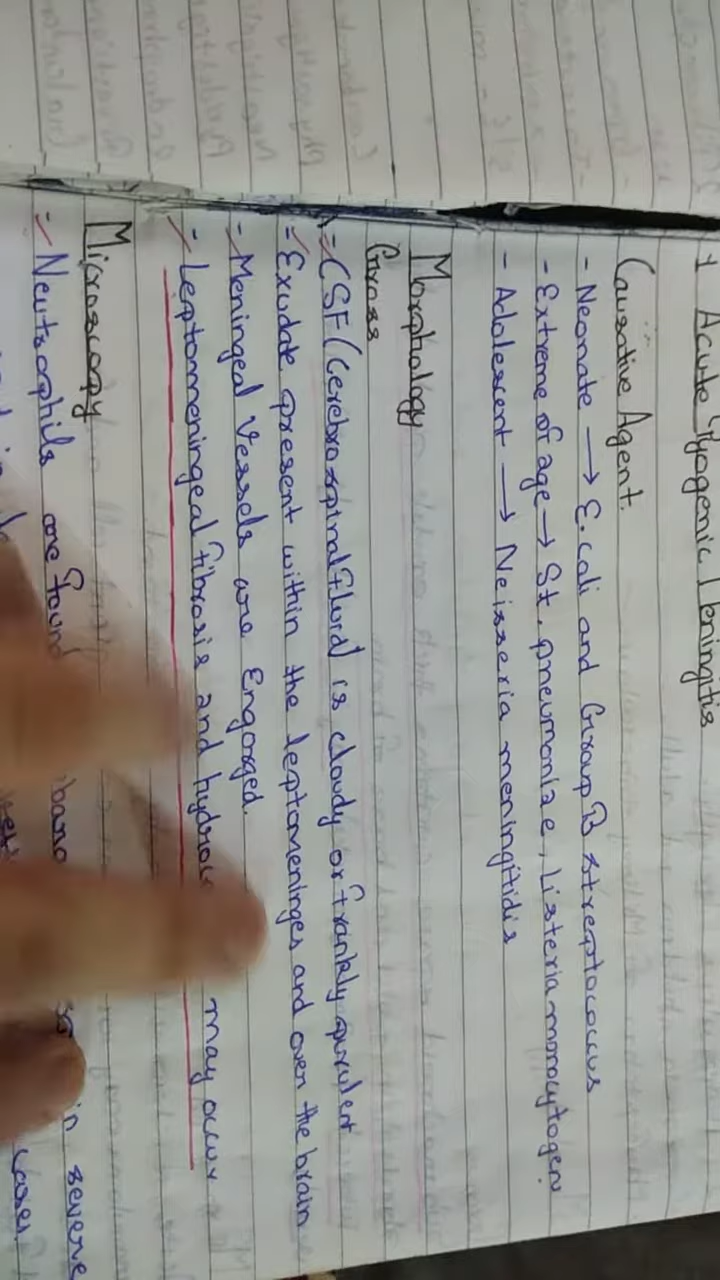 1 Acute Pyogenic Meningitis
Causative Agent.
- Neonate → E. coli and Group B streptococcus
- Extreme of age → St. pneumoniae, Listeria monocytogen
- Adolescent → Neisseria meningitidis
Morphology
Gross
- CSF (Cerebrospinal fluid) is cloudy or frankly purulent
- Exudate present within the leptomeninges and over the brain
- Meningeal Vessels are Engorged.
- Leptomeningeal fibrosis and may occur
Microscopy
- Neutrophils are found in severe
cases.